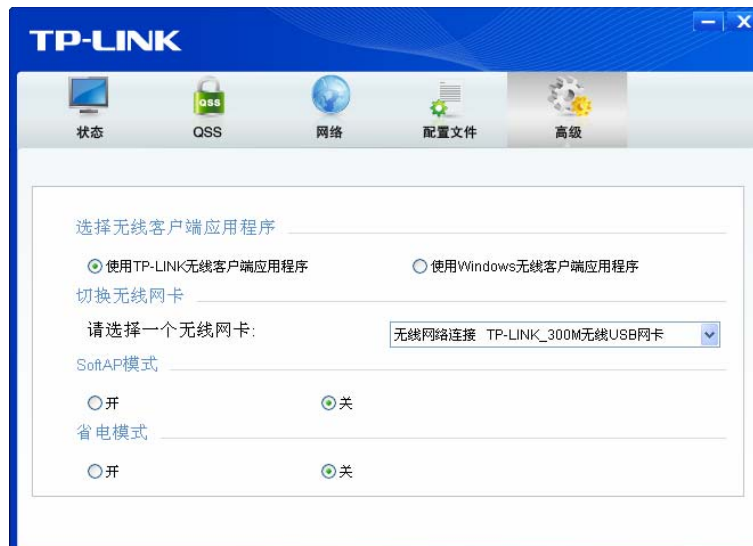 TP-LINK
状态 QSS 网络 配置文件 高级
选择无线客户端应用程序
使用TP-LINK无线客户端应用程序 使用Windows无线客户端应用程序
切换无线网卡
请选择一个无线网卡: 无线网络连接 TP-LINK_300M无线USB网卡
SoftAP模式
开 关
省电模式
开 关